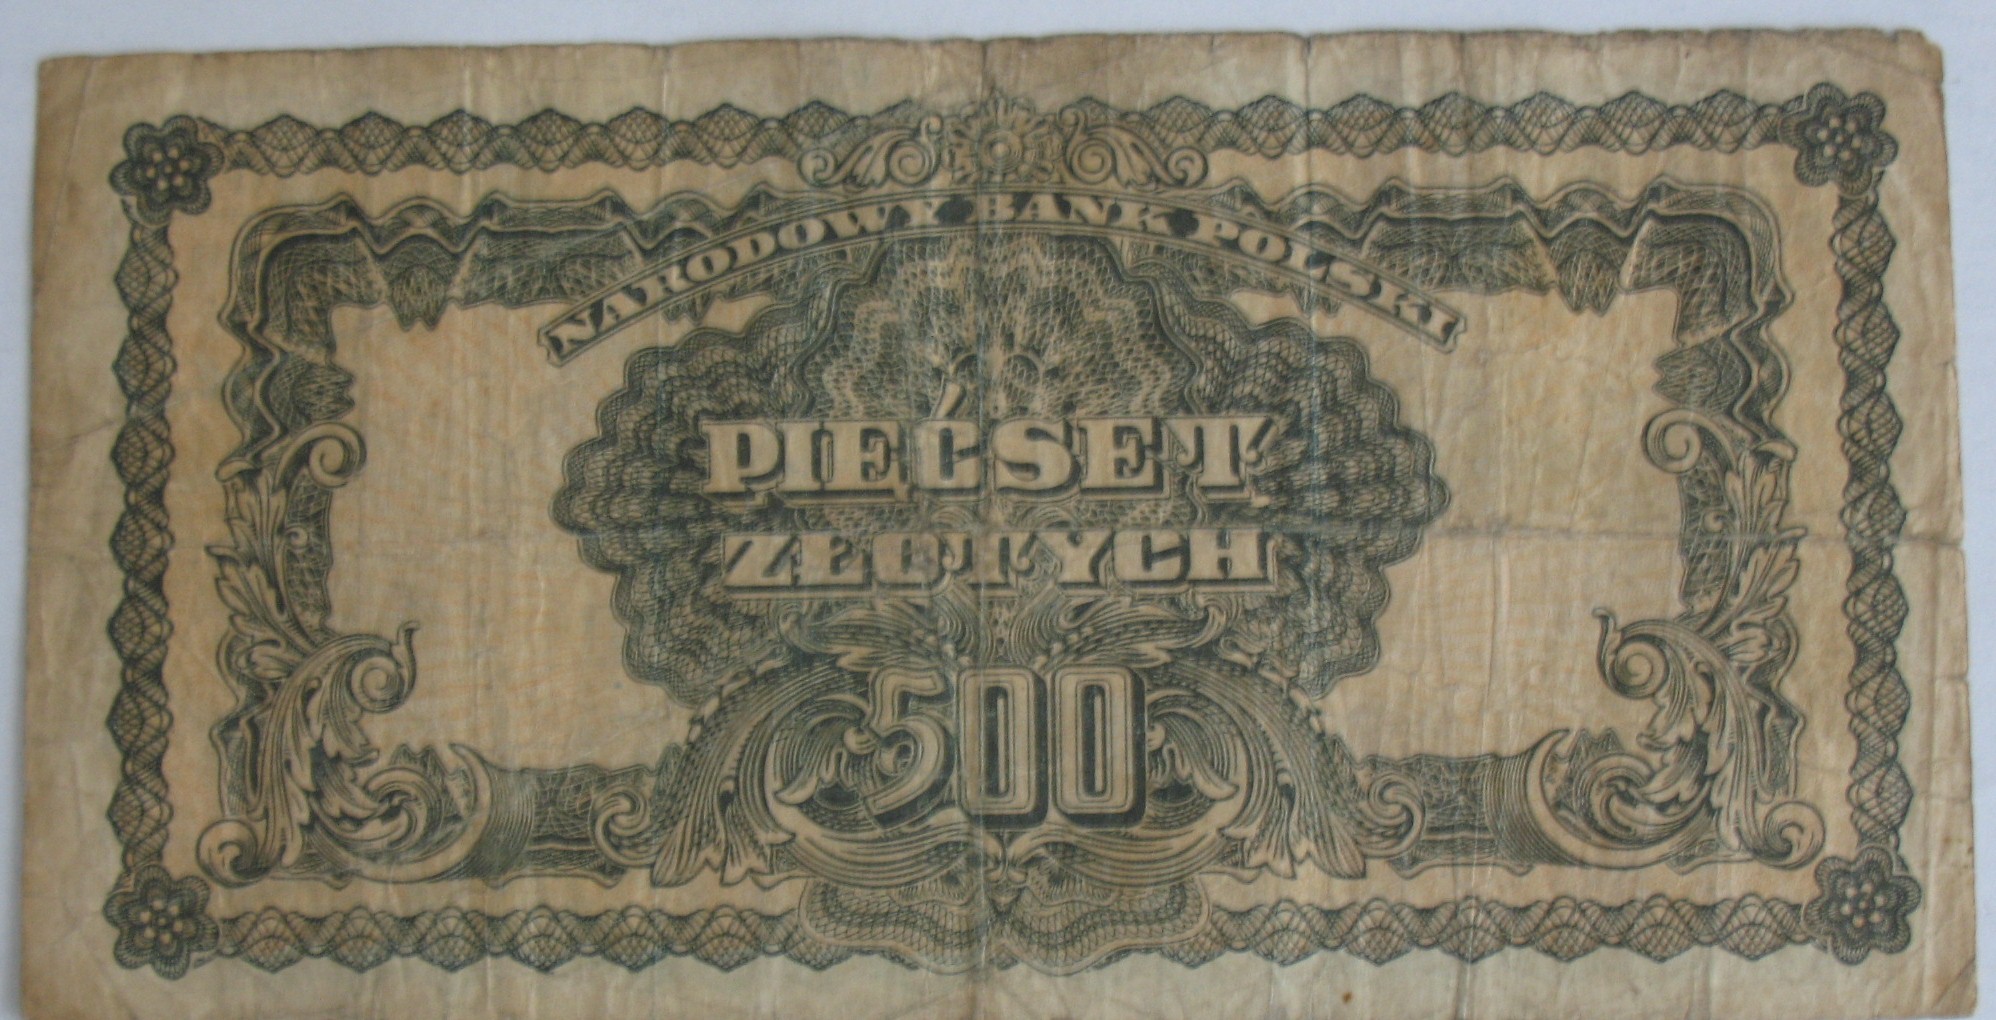 NARODOWY BANK POLSKI
PIĘĆSET
ZŁOTYCH
500